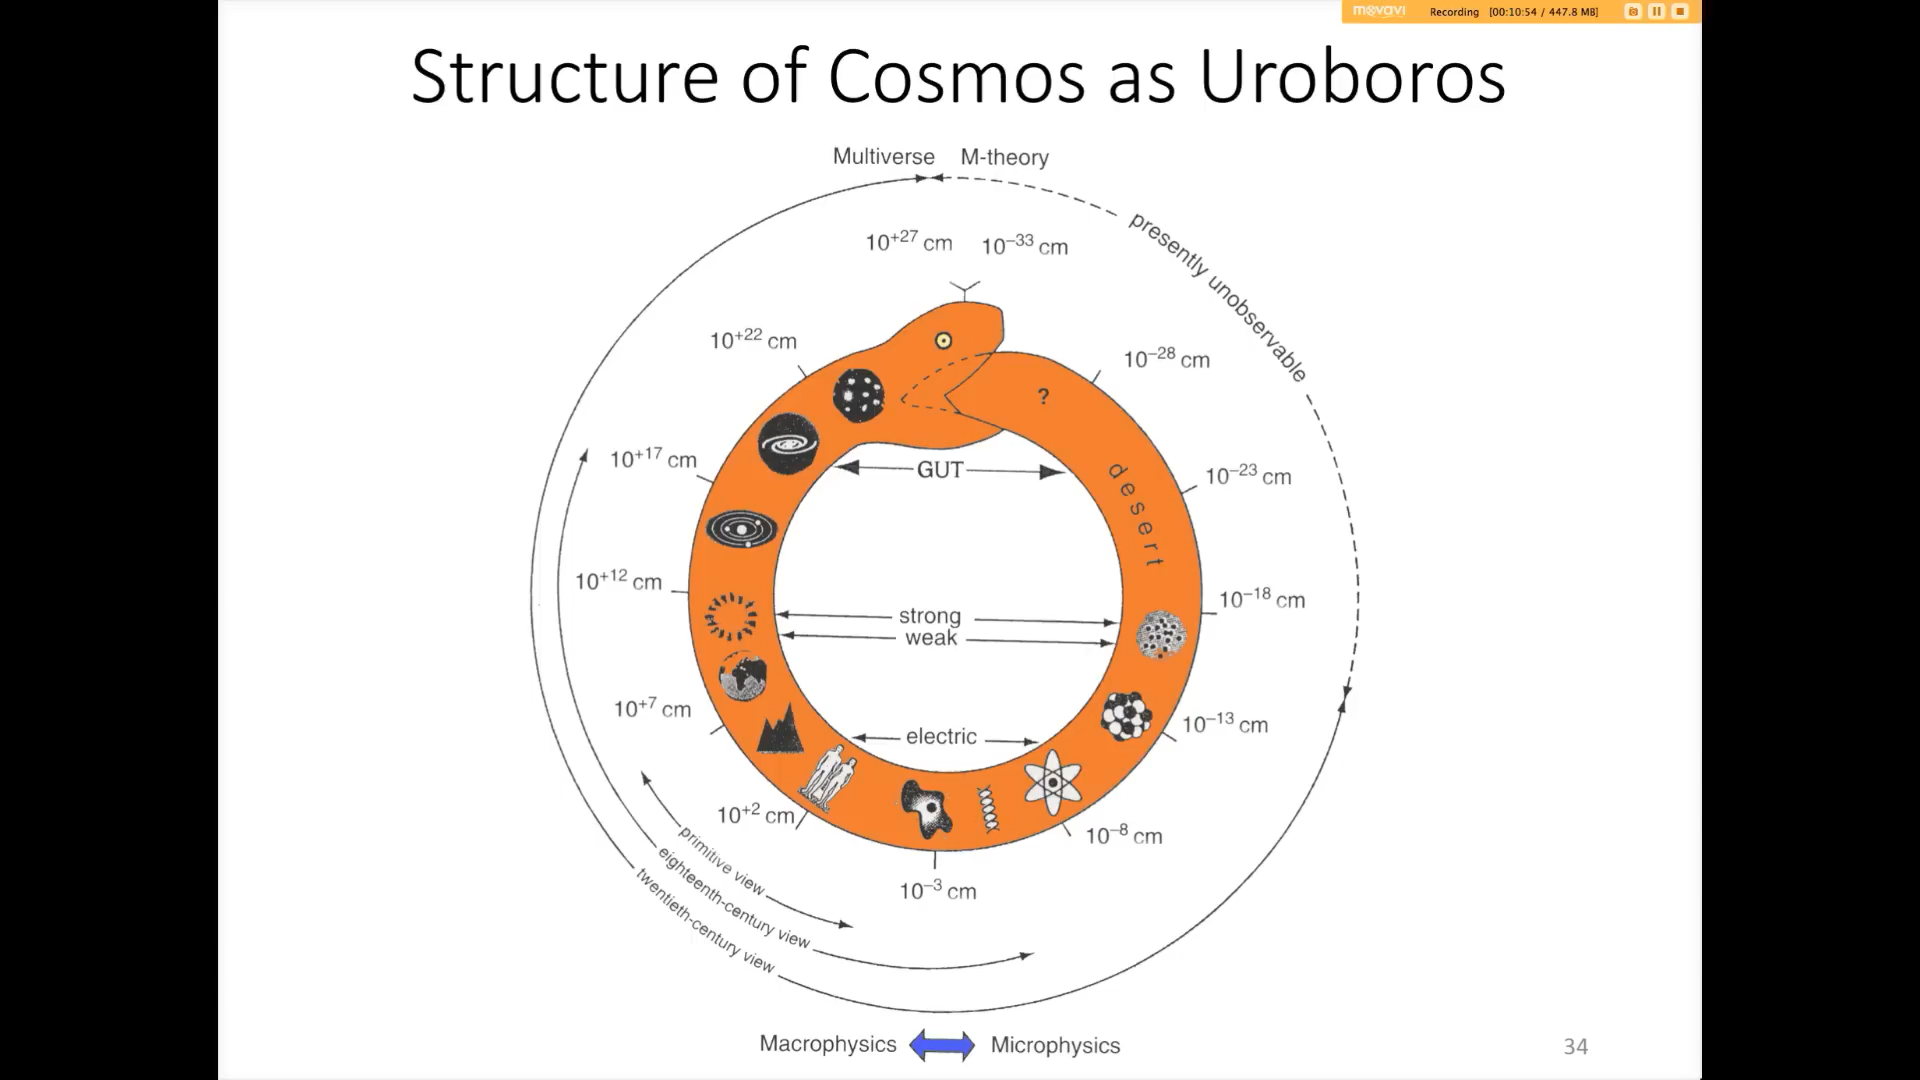 movavi Recording [00:10:54 / 447.8 MB]
Structure of Cosmos as Uroboros
Multiverse M-theory
presently unobservable
10⁺²⁷ cm 10⁻³³ cm
10⁺²² cm
10⁻²⁸ cm
?
10⁺¹⁷ cm
GUT
desert
10⁻²³ cm
10⁺¹² cm
strong
weak
10⁻¹⁸ cm
10⁺⁷ cm
electric
10⁻¹³ cm
10⁺² cm
10⁻⁸ cm
10⁻³ cm
primitive view
eighteenth-century view
twentieth-century view
Macrophysics Microphysics
34